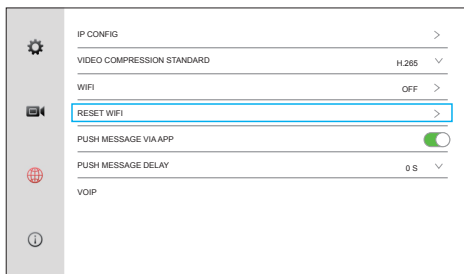 IP CONFIG
VIDEO COMPRESSION STANDARD H.265
WIFI OFF
RESET WIFI
PUSH MESSAGE VIA APP
PUSH MESSAGE DELAY 0 S
VOIP